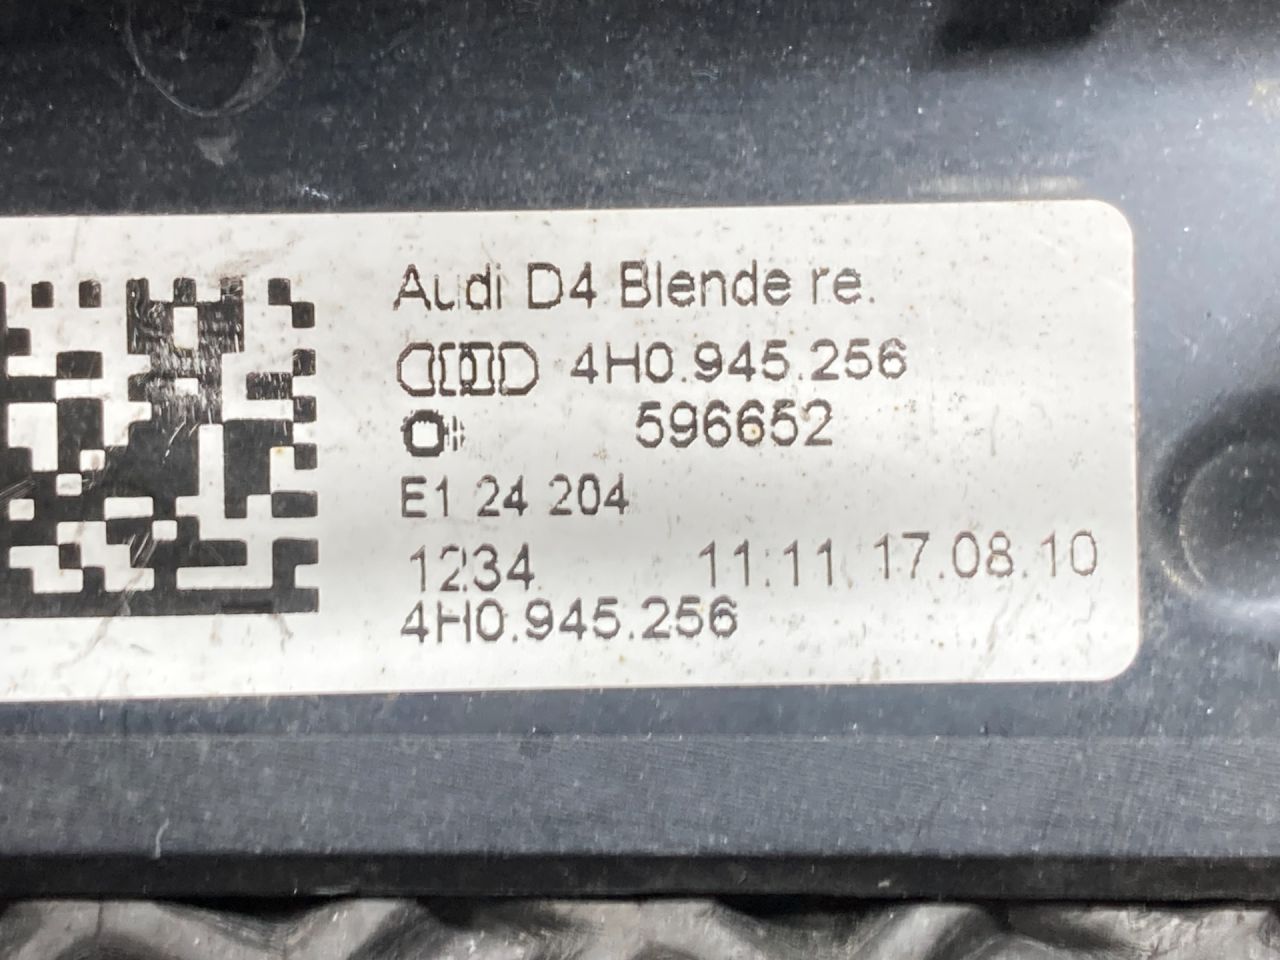 Audi D4 Blende re.
4H0.945.256
596652
E1 24 204
1234 11:11 17.08.10
4H0.945.256